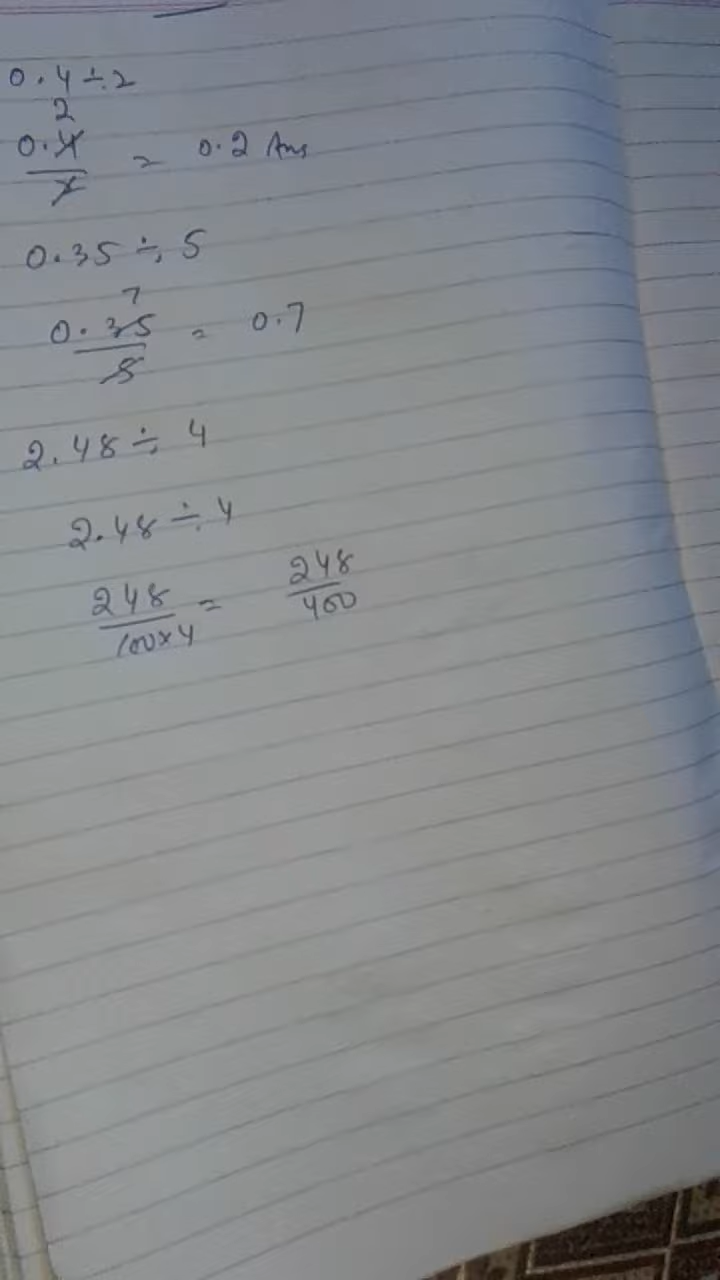 0.4 ÷ 2
2
0.4/2 = 0.2 Ans
0.35 ÷ 5
7
0.35/5 = 0.7
2.48 ÷ 4
2.48 ÷ 4
248/100×4 = 248/400